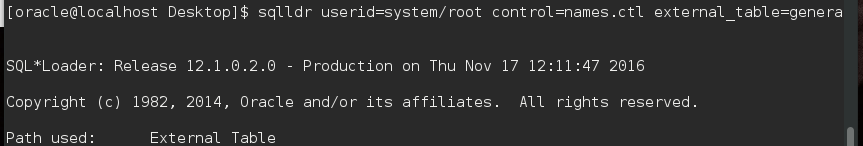 [oracle@localhost Desktop]$ sqlldr userid=system/root control=names.ctl external_table=genera
SQL*Loader: Release 12.1.0.2.0 - Production on Thu Nov 17 12:11:47 2016
Copyright (c) 1982, 2014, Oracle and/or its affiliates.  All rights reserved.
Path used:      External Table